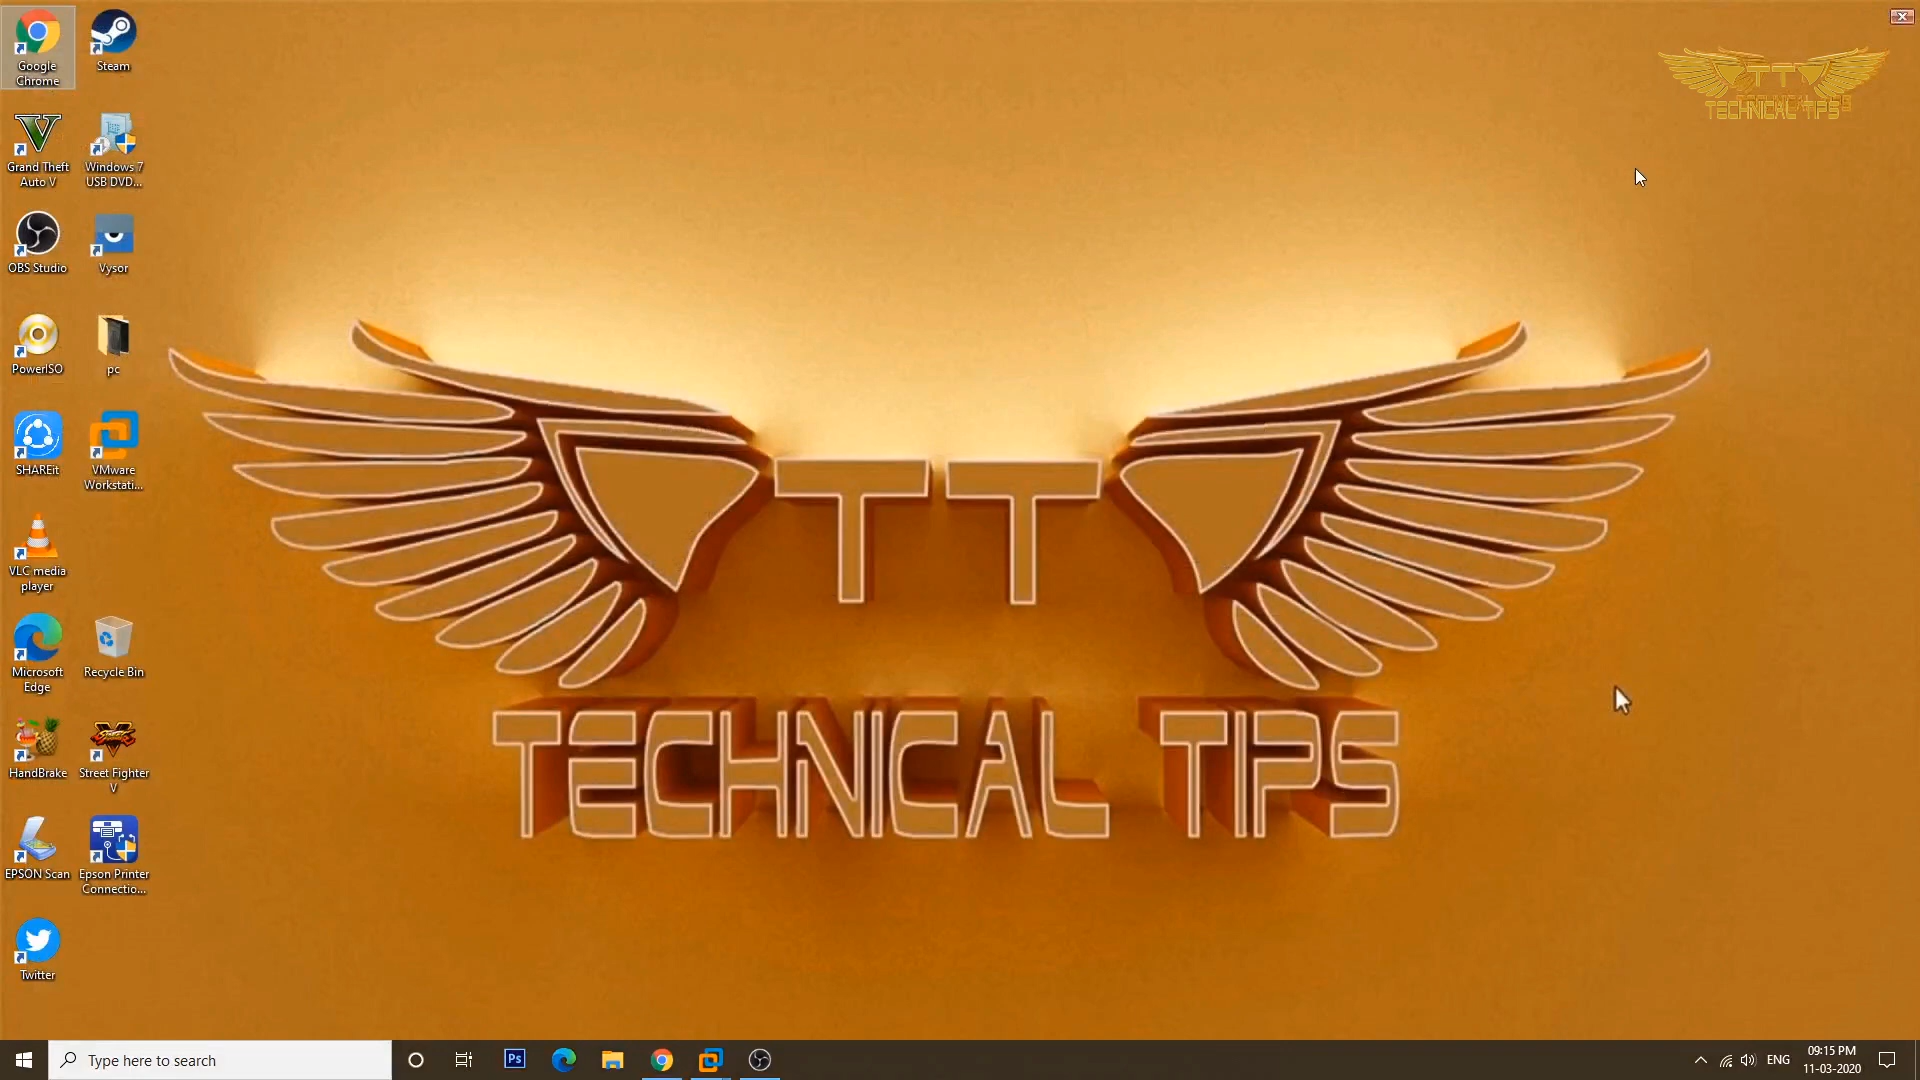 Google
Chrome
Steam
TECHNICAL TIPS
Grand Theft
Auto V
Windows 7
USB DVD...
OBS Studio
Vysor
PowerISO
pc
SHAREit
VMware
Workstati...
TT
VLC media
player
Microsoft
Edge
Recycle Bin
TECHNICAL TIPS
HandBrake
Street Fighter
V
EPSON Scan
Epson Printer
Connectio...
Twitter
Type here to search
Ps
ENG
09:15 PM
11-03-2020